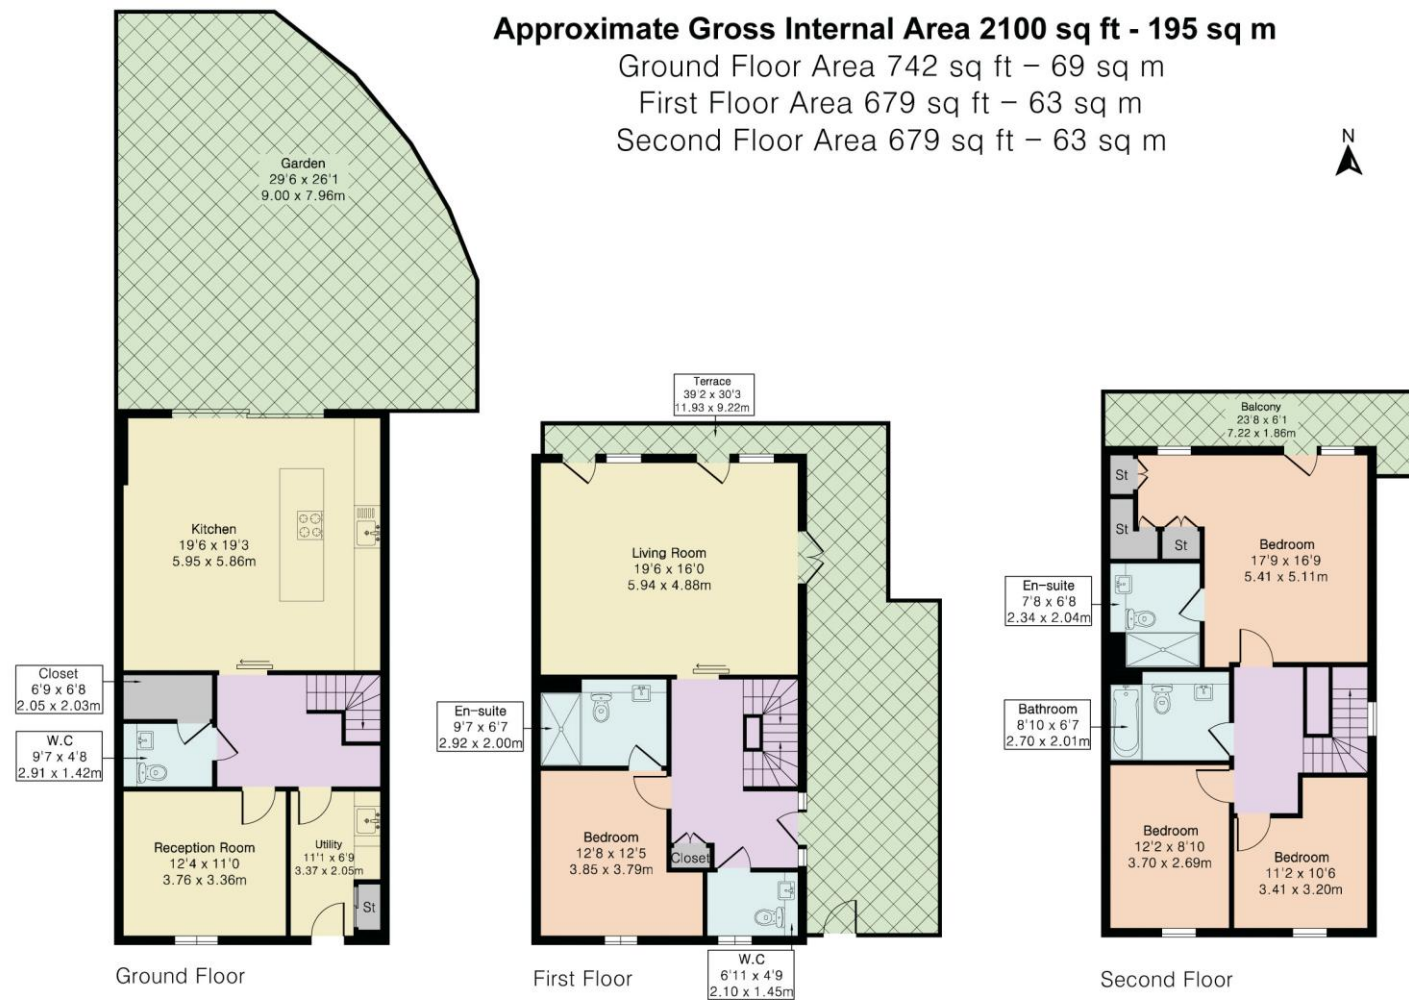 Approximate Gross Internal Area 2100 sq ft - 195 sq m
Ground Floor Area 742 sq ft – 69 sq m
First Floor Area 679 sq ft – 63 sq m
Second Floor Area 679 sq ft – 63 sq m
N
Garden
29'6 x 26'1
9.00 x 7.96m
Kitchen
19'6 x 19'3
5.95 x 5.86m
Closet
6'9 x 6'8
2.05 x 2.03m
W.C
9'7 x 4'8
2.91 x 1.42m
Reception Room
12'4 x 11'0
3.76 x 3.36m
Utility
11'1 x 6'9
3.37 x 2.05m
St
Ground Floor
Terrace
39'2 x 30'3
11.93 x 9.22m
Living Room
19'6 x 16'0
5.94 x 4.88m
En-suite
9'7 x 6'7
2.92 x 2.00m
Bedroom
12'8 x 12'5
3.85 x 3.79m
Closet
W.C
6'11 x 4'9
2.10 x 1.45m
First Floor
Balcony
23'8 x 6'1
7.22 x 1.86m
St
St
St
Bedroom
17'9 x 16'9
5.41 x 5.11m
En-suite
7'8 x 6'8
2.34 x 2.04m
Bathroom
8'10 x 6'7
2.70 x 2.01m
Bedroom
12'2 x 8'10
3.70 x 2.69m
Bedroom
11'2 x 10'6
3.41 x 3.20m
Second Floor